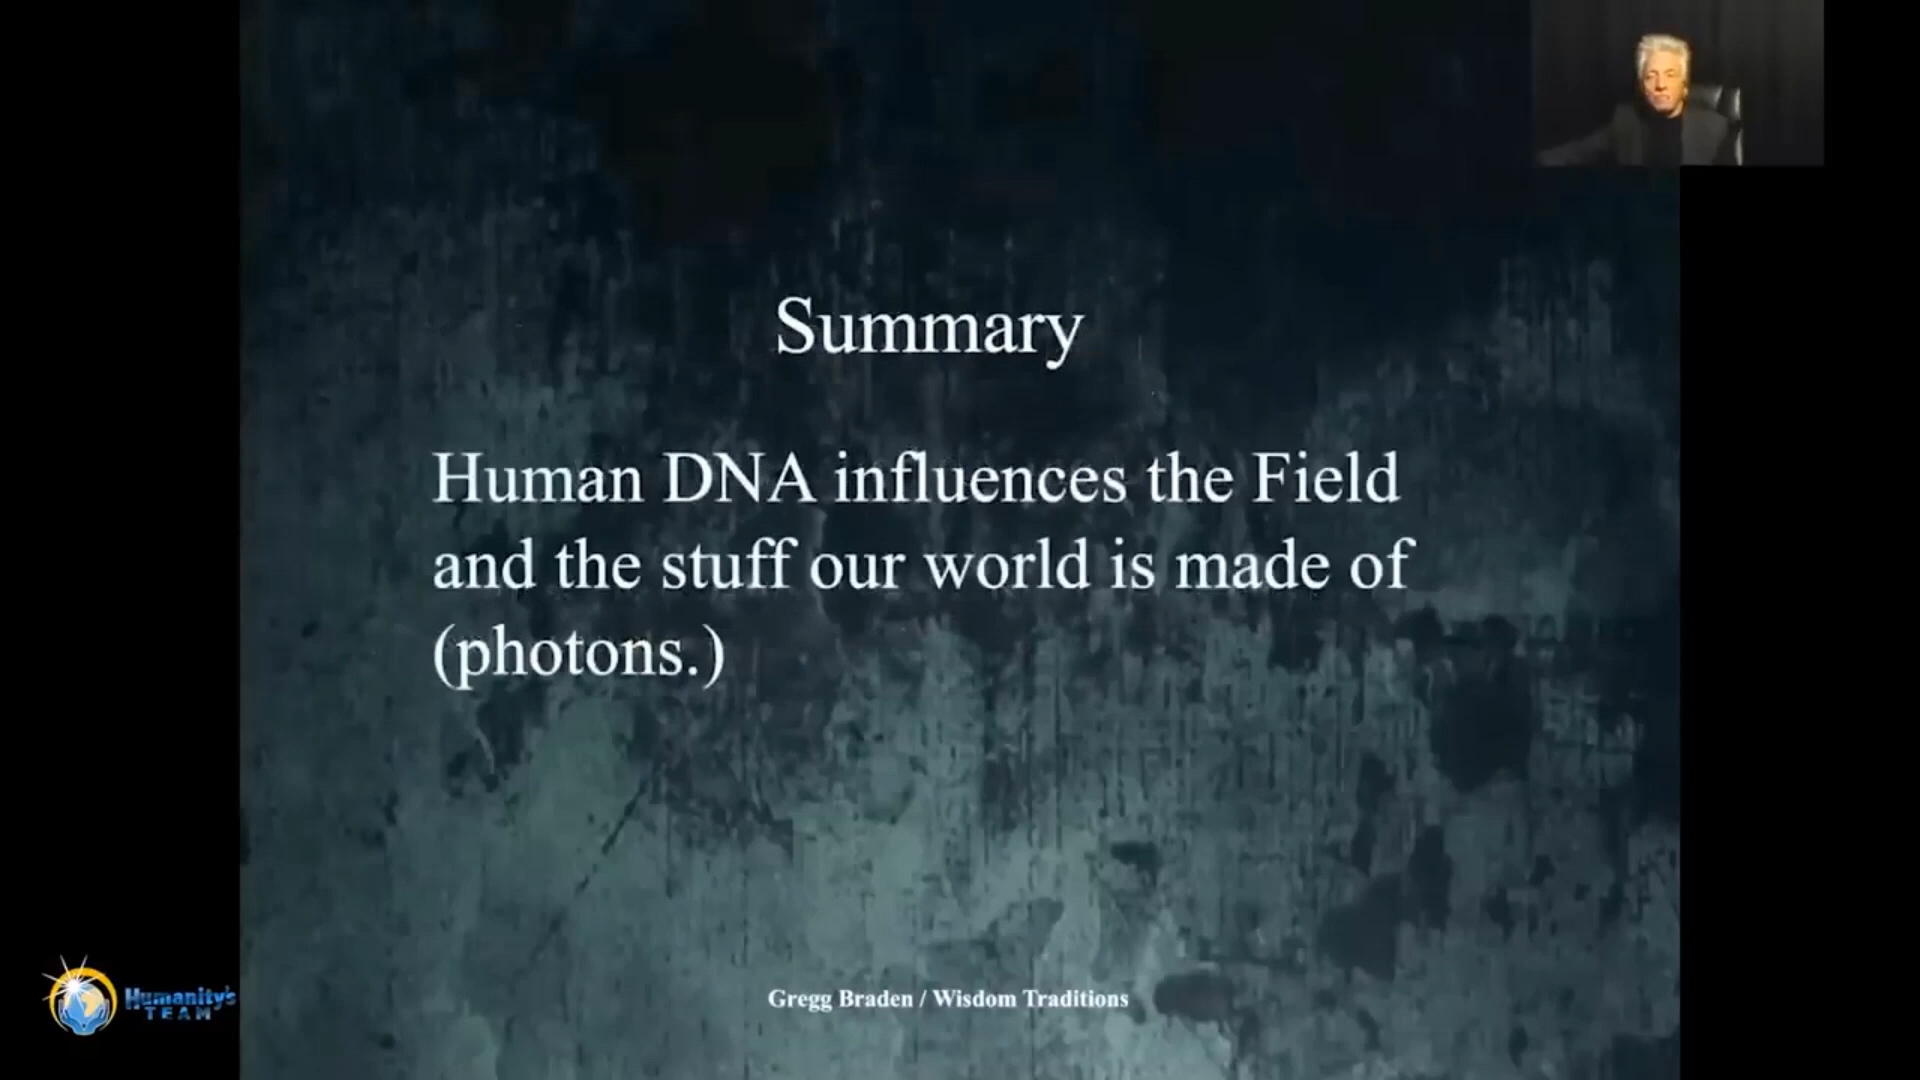 Summary
Human DNA influences the Field
and the stuff our world is made of
(photons.)
Gregg Braden / Wisdom Traditions
Humanity's
TEAM